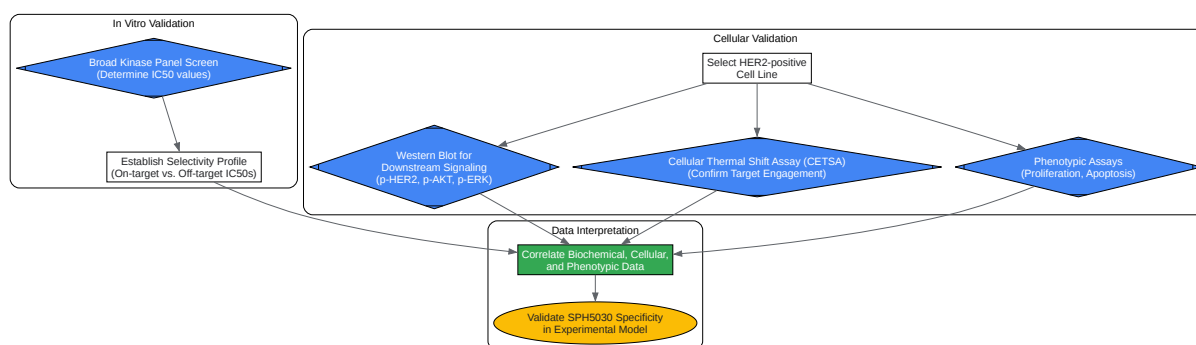 In Vitro Validation
Broad Kinase Panel Screen
(Determine IC50 values)
Establish Selectivity Profile
(On-target vs. Off-target IC50s)
Cellular Validation
Select HER2-positive
Cell Line
Western Blot for
Downstream Signaling
(p-HER2, p-AKT, p-ERK)
Cellular Thermal Shift Assay (CETSA)
(Confirm Target Engagement)
Phenotypic Assays
(Proliferation, Apoptosis)
Data Interpretation
Correlate Biochemical, Cellular,
and Phenotypic Data
Validate SPH5030 Specificity
in Experimental Model